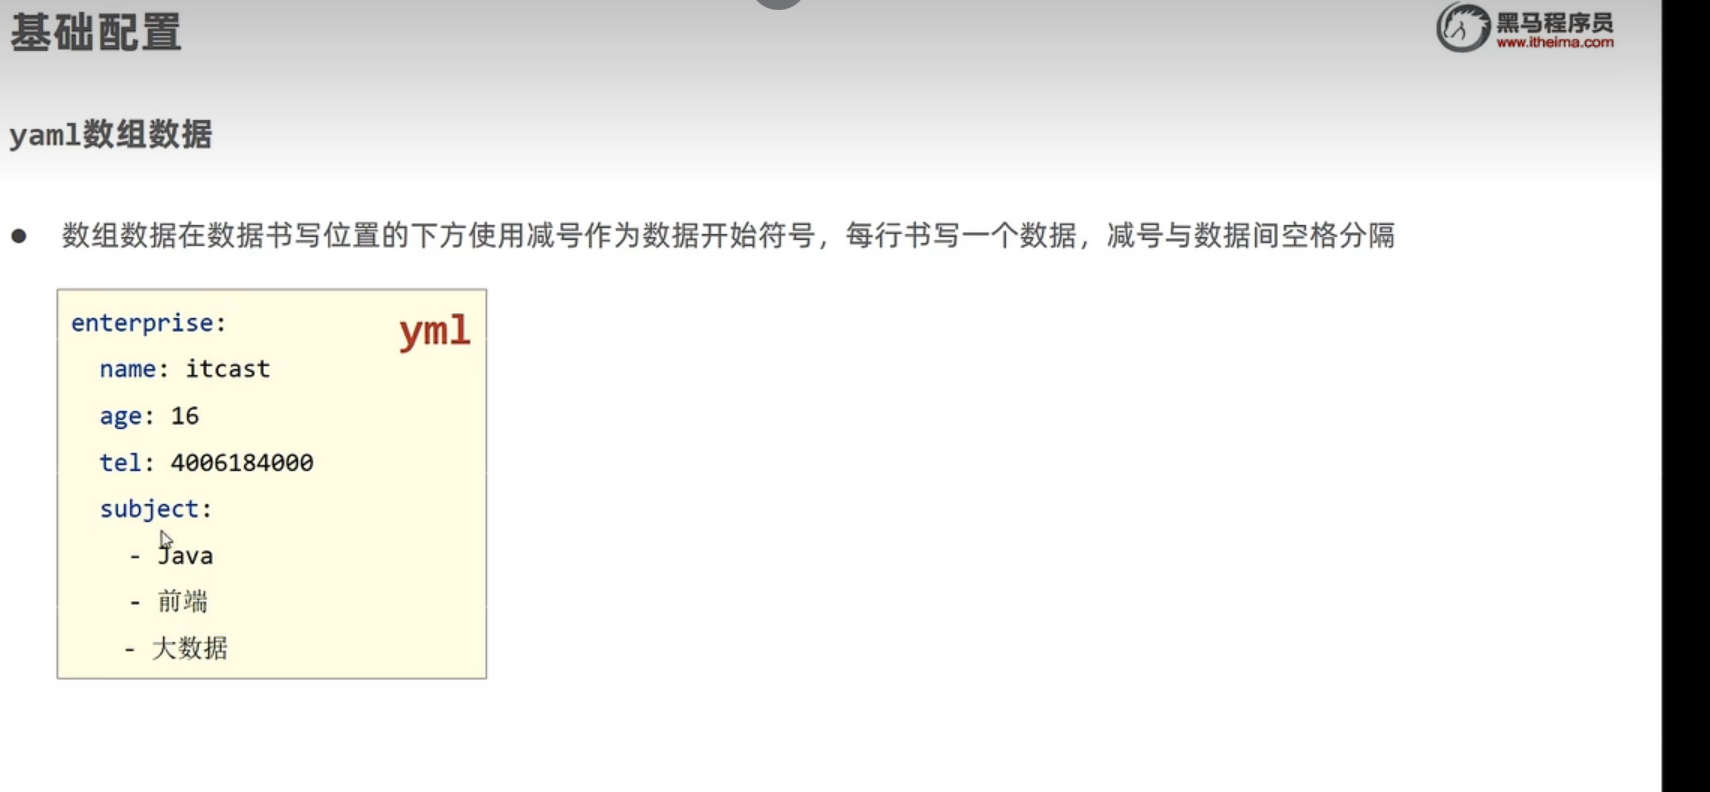 基础配置
黑马程序员
www.itheima.com
yaml数组数据
● 数组数据在数据书写位置的下方使用减号作为数据开始符号，每行书写一个数据，减号与数据间空格分隔
enterprise:
yml
name: itcast
age: 16
tel: 4006184000
subject:
- Java
- 前端
- 大数据